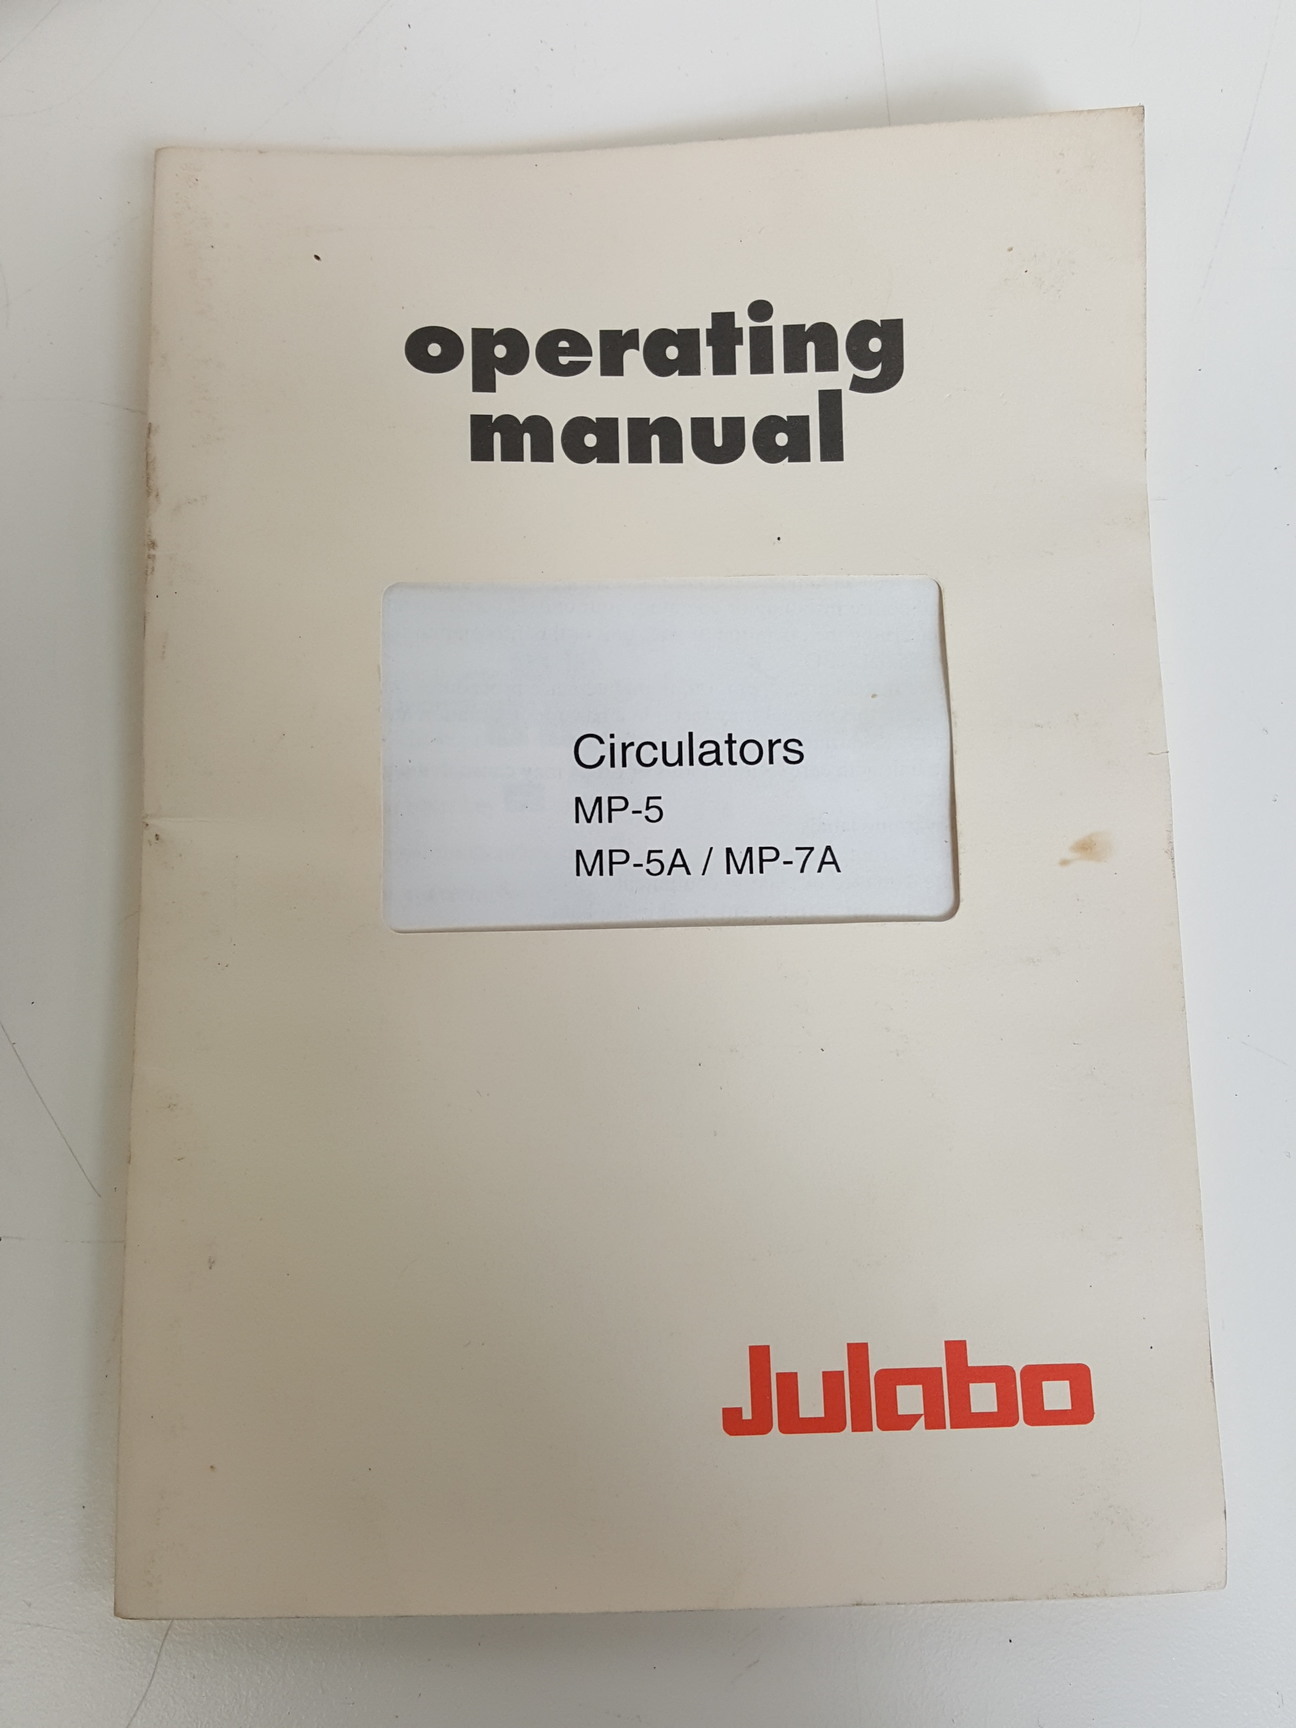 operating
manual
Circulators
MP-5
MP-5A / MP-7A
Julabo